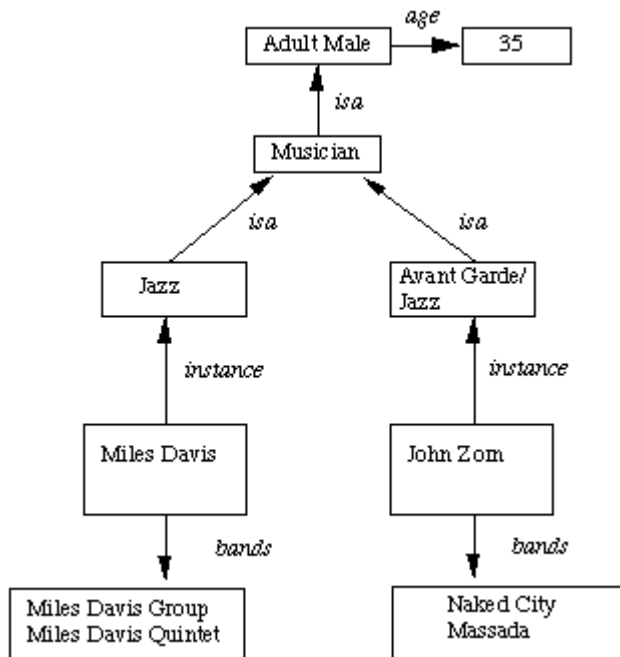 age
Adult Male
35
isa
Musician
isa
isa
Jazz
Avant Garde/
Jazz
instance
instance
Miles Davis
John Zorn
bands
bands
Miles Davis Group
Miles Davis Quintet
Naked City
Massada